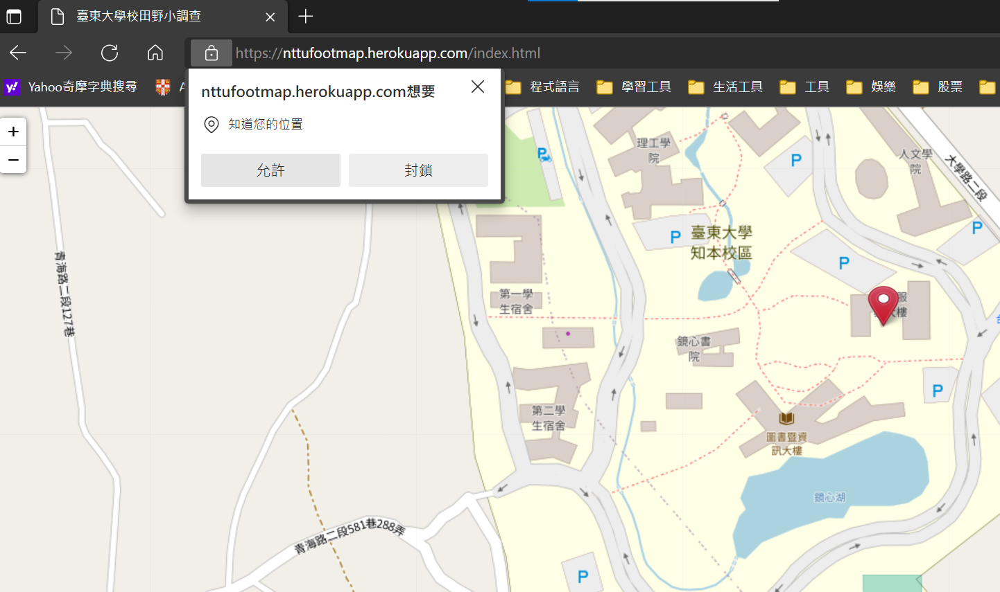 臺東大學校田野小調查
https://nttufootmap.herokuapp.com/index.html
Yahoo奇摩字典搜尋
A
程式語言
學習工具
生活工具
工具
娛樂
股票
nttufootmap.herokuapp.com想要
知道您的位置
允許
封鎖
+
−
理工學
院
P
P
人文學
院
大學路二段
P
P
臺東大學
知本校區
P
青海路二段127巷
第一學
生宿舍
服
大樓
鏡心書
院
P
第二學
生宿舍
圖書暨資
訊大樓
鏡心湖
青海路二段581巷288弄
P